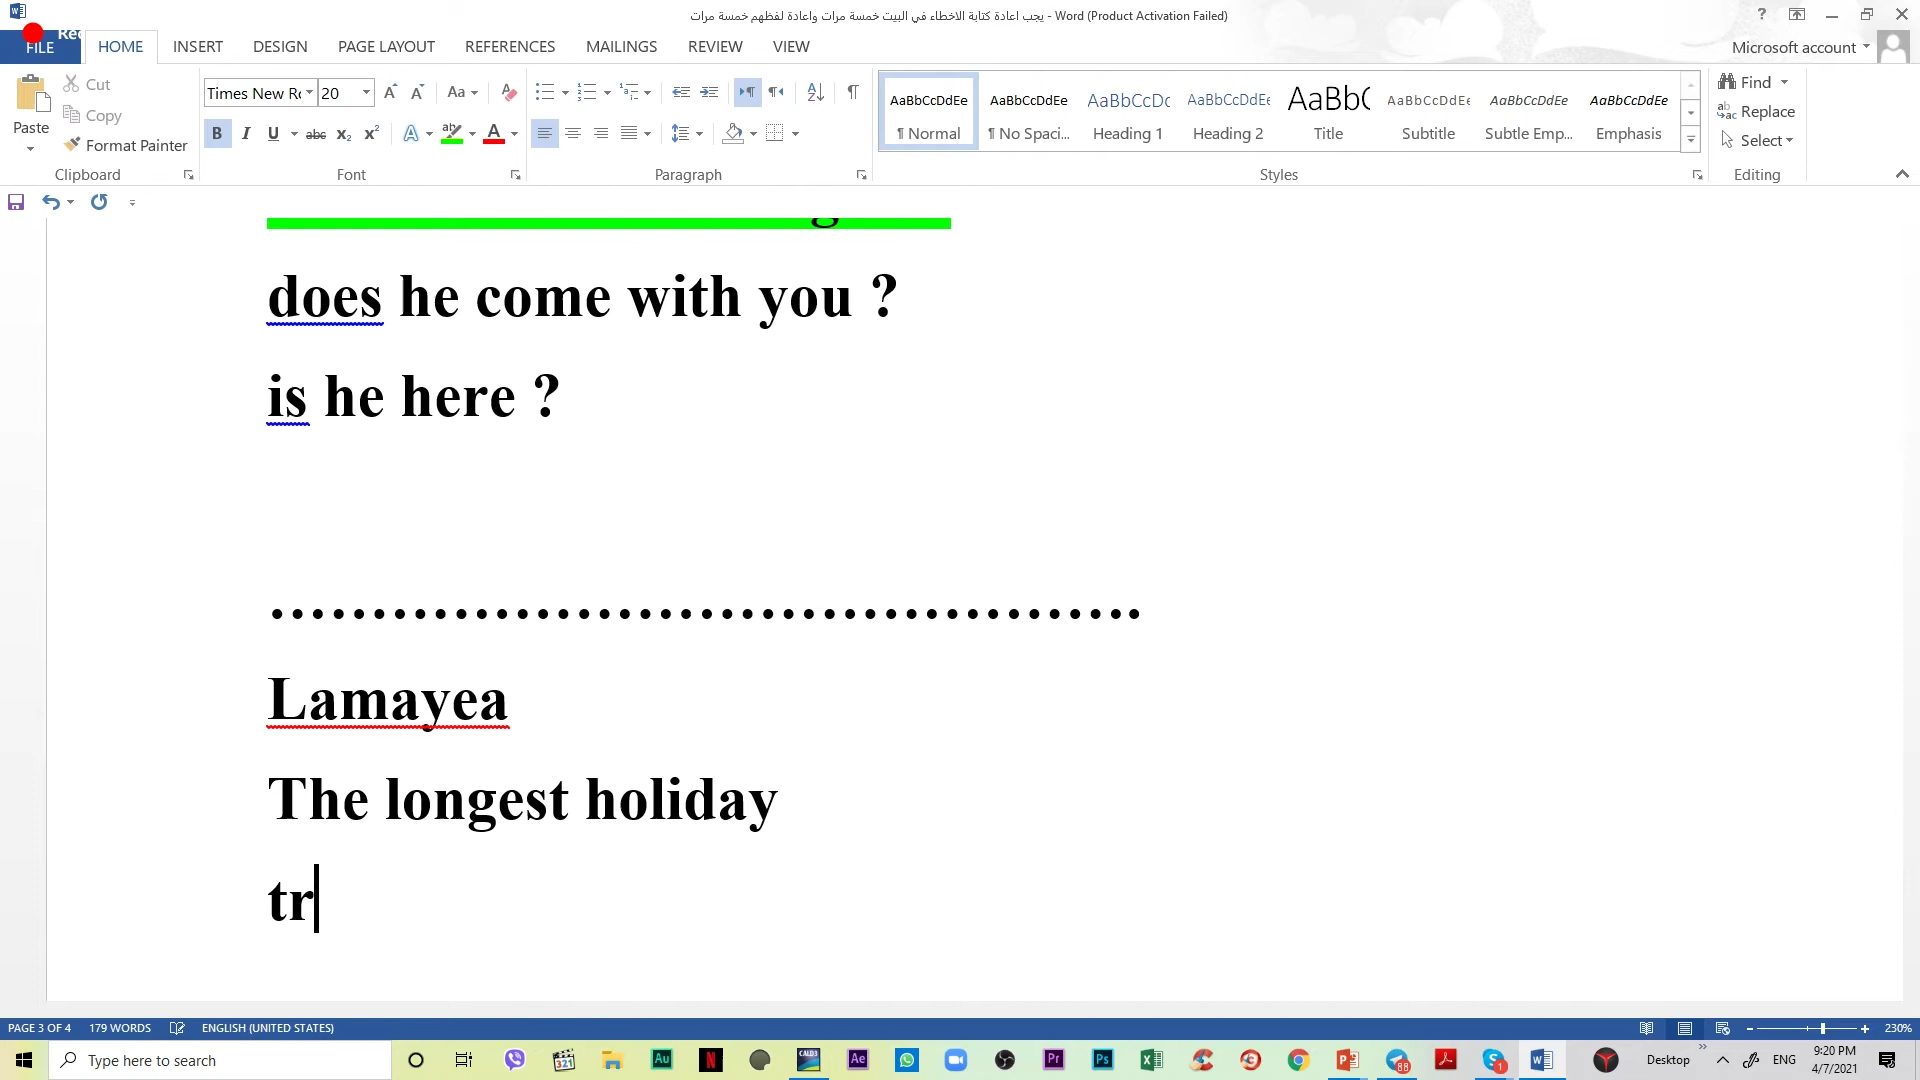 يجب اعادة كتابة الاخطاء في البيت خمسة مرات واعادة لفظهم خمسة مرات - Word (Product Activation Failed)
FILE HOME INSERT DESIGN PAGE LAYOUT REFERENCES MAILINGS REVIEW VIEW Microsoft account
Paste Cut Copy Format Painter
Clipboard
Times New Ro 20
Font
Paragraph
AaBbCcDdEe AaBbCcDdEe AaBbCcDc AaBbCcDdE AaBbC AaBbCcDdEe AaBbCcDdEe AaBbCcDdEe
¶ Normal ¶ No Spaci... Heading 1 Heading 2 Title Subtitle Subtle Emp... Emphasis
Styles
Find
Replace
Select
Editing
does he come with you ?
is he here ?
...........................................
Lamayea
The longest holiday
tr
PAGE 3 OF 4 179 WORDS ENGLISH (UNITED STATES) 230%
Type here to search Desktop ENG 9:20 PM
4/7/2021